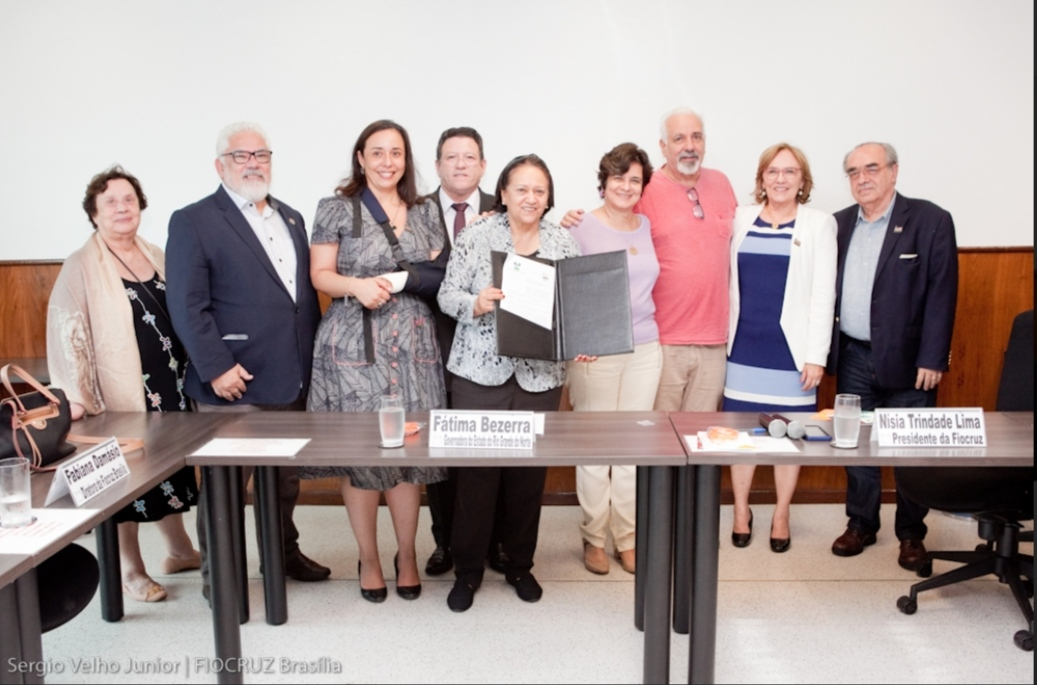 Fátima Bezerra
Governadora do Estado do Rio Grande do Norte
Nísia Trindade Lima
Presidente da Fiocruz
Fabiana Damásio
Diretora da Fiocruz Brasília
Sergio Velho Junior | FIOCRUZ Brasília